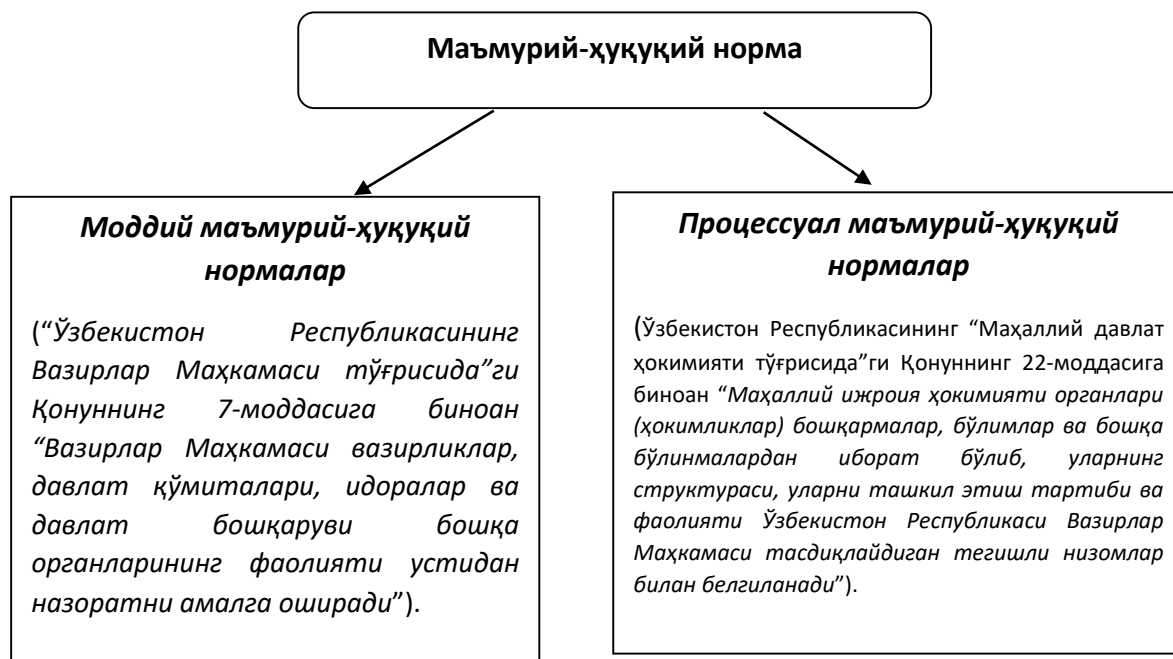 Маъмурий-ҳуқуқий норма
Моддий маъмурий-ҳуқуқий
нормалар
(“Ўзбекистон Республикасининг
Вазирлар Маҳкамаси тўғрисида”ги
Қонуннинг 7-моддасига биноан
“Вазирлар Маҳкамаси вазирликлар,
давлат қўмиталари, идоралар ва
давлат бошқаруви бошқа
органларининг фаолияти устидан
назоратни амалга оширади”).
Процессуал маъмурий-ҳуқуқий
нормалар
(Ўзбекистон Республикасининг “Маҳаллий давлат
ҳокимияти тўғрисида”ги Қонуннинг 22-моддасига
биноан “Маҳаллий ижроия ҳокимияти органлари
(ҳокимликлар) бошқармалар, бўлимлар ва бошқа
бўлинмалардан иборат бўлиб, уларнинг
структураси, уларни ташкил этиш тартиби ва
фаолияти Ўзбекистон Республикаси Вазирлар
Маҳкамаси тасдиқлайдиган тегишли низомлар
билан белгиланади”).